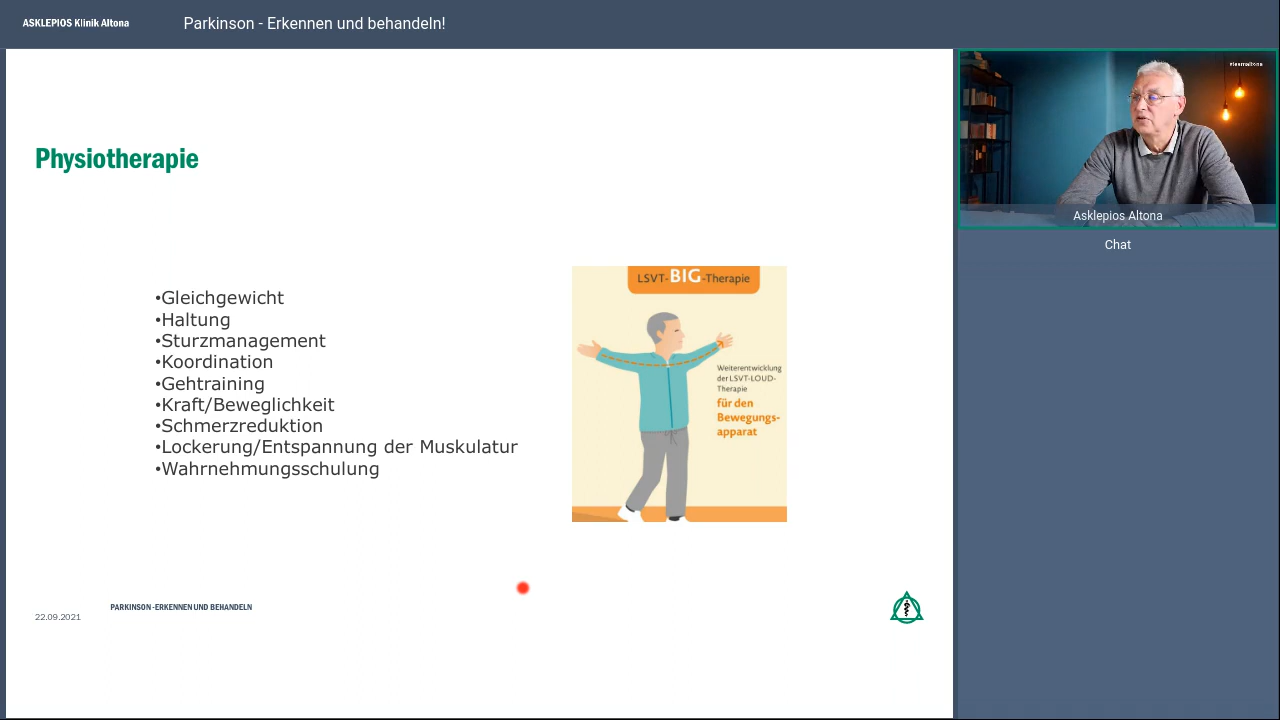 ASKLEPIOS Klinik Altona
Parkinson - Erkennen und behandeln!
#teamaltona
Asklepios Altona
Chat
Physiotherapie
•Gleichgewicht
•Haltung
•Sturzmanagement
•Koordination
•Gehtraining
•Kraft/Beweglichkeit
•Schmerzreduktion
•Lockerung/Entspannung der Muskulatur
•Wahrnehmungsschulung
LSVT-BIG-Therapie
Weiterentwicklung
der LSVT-LOUD-
Therapie
für den
Bewegungs-
apparat
PARKINSON -ERKENNEN UND BEHANDELN
22.09.2021